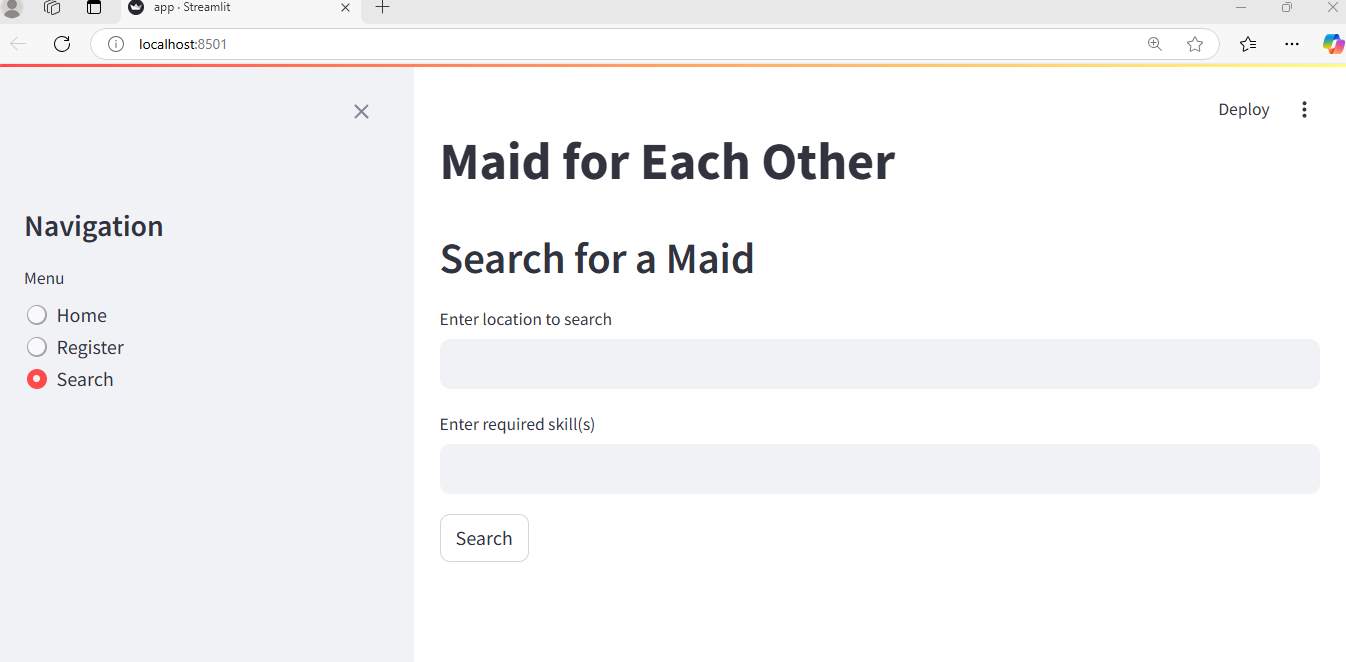 app · Streamlit
localhost:8501
Deploy
Navigation
Menu
Home
Register
Search
Maid for Each Other
Search for a Maid
Enter location to search
Enter required skill(s)
Search